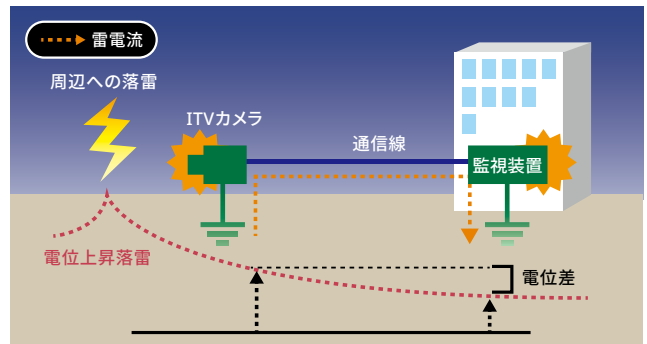 雷電流
周辺への落雷
ITVカメラ
通信線
監視装置
電位上昇落雷
電位差